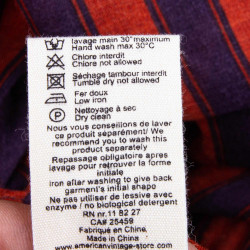 lavage main 30° maximum
Hand wash max 30°C
Chlore interdit
Chlore not allowed
Séchage tambour interdit
Tumble dry not allowed
Fer doux
Low iron
Nettoyage à sec
Dry clean
Nous vous conseillons de laver
ce produit séparément/ We
recommend you to wash this
product separately
Repassage obligatoire après
lavage pour redonner la forme
initiale
iron after washing to give back
garment's initial shape
Ne pas utiliser de lessive avec
enzyme / no biological detergent
RN nr.11 82 27
CA# 25459
Fabriqué en Chine,
Made in China
www.americanvintage-store.com